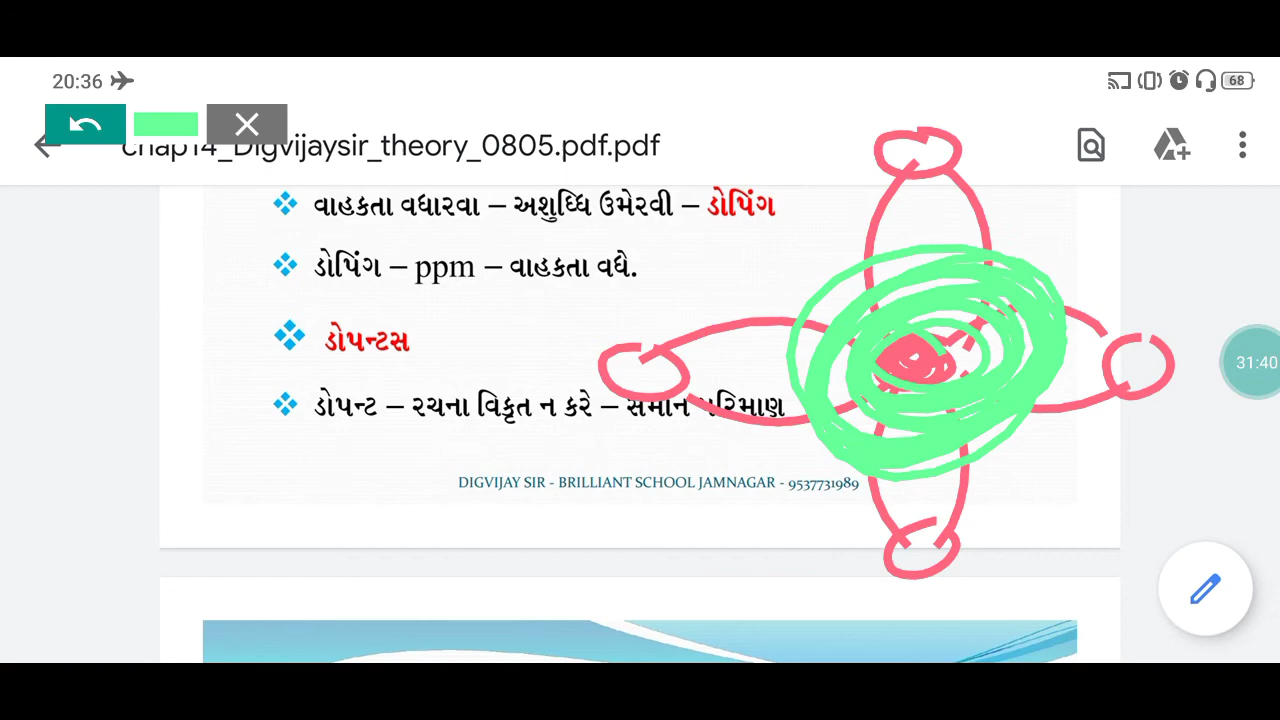 20:36
68
chap14_Digvijaysir_theory_0805.pdf.pdf
વાહકતા વધારવા – અશુધ્ધિ ઉમેરવી – ડોપિંગ
ડોપિંગ – ppm – વાહકતા વધે.
ડોપન્ટસ
ડોપન્ટ – રચના વિકૃત ન કરે – સમાન પરિમાણ
31:40
DIGVIJAY SIR - BRILLIANT SCHOOL JAMNAGAR - 9537731989